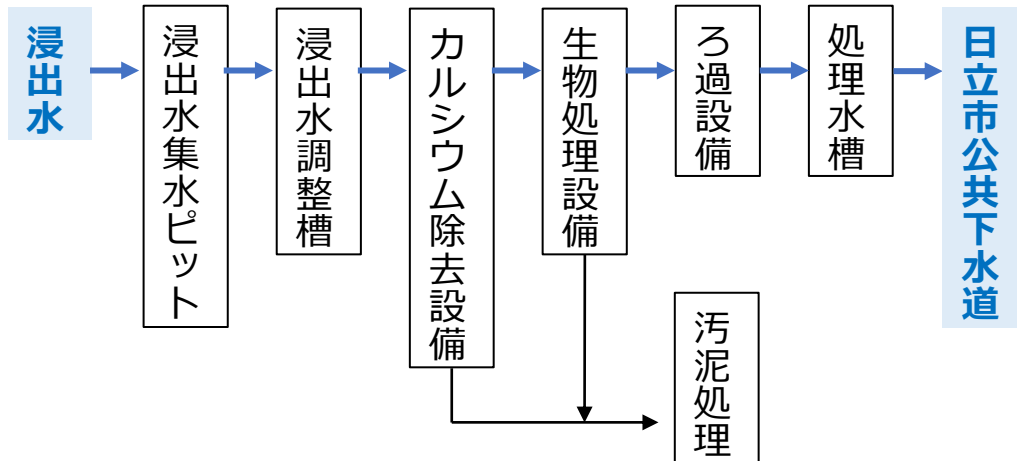 浸出水
浸出水集水ピット
浸出水調整槽
カルシウム除去設備
生物処理設備
ろ過設備
処理水槽
日立市公共下水道
汚泥処理